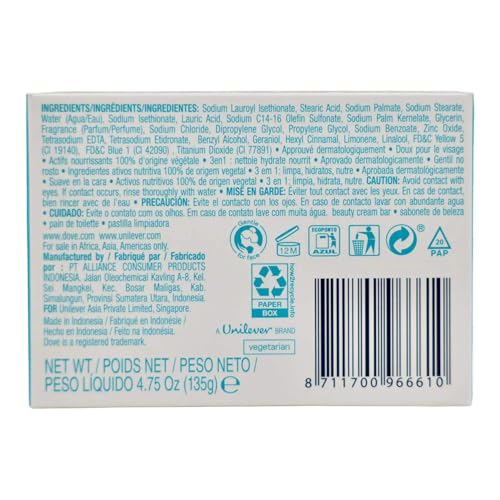 INGREDIENTS/INGRÉDIENTS/INGREDIENTES: Sodium Lauroyl Isethionate, Stearic Acid, Sodium Palmate, Sodium Stearate,
Water (Aqua/Eau), Sodium Isethionate, Lauric Acid, Sodium C14-16 Olefin Sulfonate, Sodium Palm Kernelate, Glycerin,
Fragrance (Parfum/Perfume), Sodium Chloride, Dipropylene Glycol, Propylene Glycol, Sodium Benzoate, Zinc Oxide,
Tetrasodium EDTA, Tetrasodium Etidronate, Benzyl Alcohol, Geraniol, Hexyl Cinnamal, Limonene, Linalool, FD&C Yellow 5
(CI 19140), FD&C Blue 1 (CI 42090), Titanium Dioxide (CI 77891) • Approuvé dermatologiquement • Doux pour le visage
• Actifs nourrissants 100% d'origine végétale • 3en1 : nettoie hydrate nourrit • Aprovado dermatologicamente • Gentil no
rosto • Ingredientes ativos nutritiva 100% de origem vegetal • 3 em 1: limpa, hidratos, nutre • Aprobada dermatológicamente
• Suave en la cara • Activos nutritivos 100% de origen vegetal • 3 en 1: limpia, hidrata, nutre. CAUTION: Avoid contact with
eyes. If contact occurs, rinse thoroughly with water • MISE EN GARDE: Éviter tout contact avec les yeux. En cas de contact,
bien rincer avec de l'eau • PRECAUCIÓN: Evite el contacto con los ojos. En caso de contacto lavar con abundante agua
• CUIDADO: Evite o contato com os olhos. Em caso de contato lave com muita água. beauty cream bar • sabonete de beleza
• pain de toilette • pastilla limpiadora
www.dove.com www.unilever.com
For sale in Africa, Asia, Americas only.
Manufactured by / Fabriqué par / Fabricado
por : PT ALLIANCE CONSUMER PRODUCTS
INDONESIA. Jalan Oleochemical Kavling A-8, Kel.
Sei Mangkei, Kec. Bosar Maligas, Kab.
Simalungun, Provinsi Sumatera Utara, Indonesia.
FOR Unilever Asia Private Limited, Singapore.
Made in Indonesia / Fabriqué en Indonésie /
Hecho en Indonesia / Feito na Indonésia.
Dove is a registered trademark.
Gentle
for face
12M
ECOPONTO
AZUL
20
PAP
PAPER
BOX
how2recycle.info
A Unilever BRAND
vegetarian
NET WT / POIDS NET / PESO NETO /
PESO LÍQUIDO 4.75 Oz (135g) e
8 711700 966610